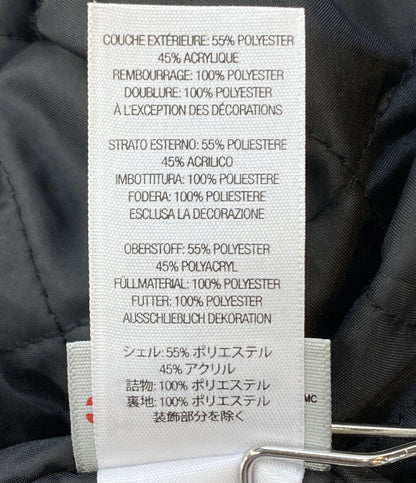 COUCHE EXTÉRIEURE: 55% POLYESTER
45% ACRYLIQUE
REMBOURRAGE: 100% POLYESTER
DOUBLURE: 100% POLYESTER
À L'EXCEPTION DES DÉCORATIONS
STRATO ESTERNO: 55% POLIESTERE
45% ACRILICO
IMBOTTITURA: 100% POLIESTERE
FODERA: 100% POLIESTERE
ESCLUSA LA DECORAZIONE
OBERSTOFF: 55% POLYESTER
45% POLYACRYL
FÜLLMATERIAL: 100% POLYESTER
FUTTER: 100% POLYESTER
AUSSCHLIEßLICH DEKORATION
シェル: 55% ポリエステル
45% アクリル
詰物: 100% ポリエステル
裏地: 100% ポリエステル
装飾部分を除く
MC